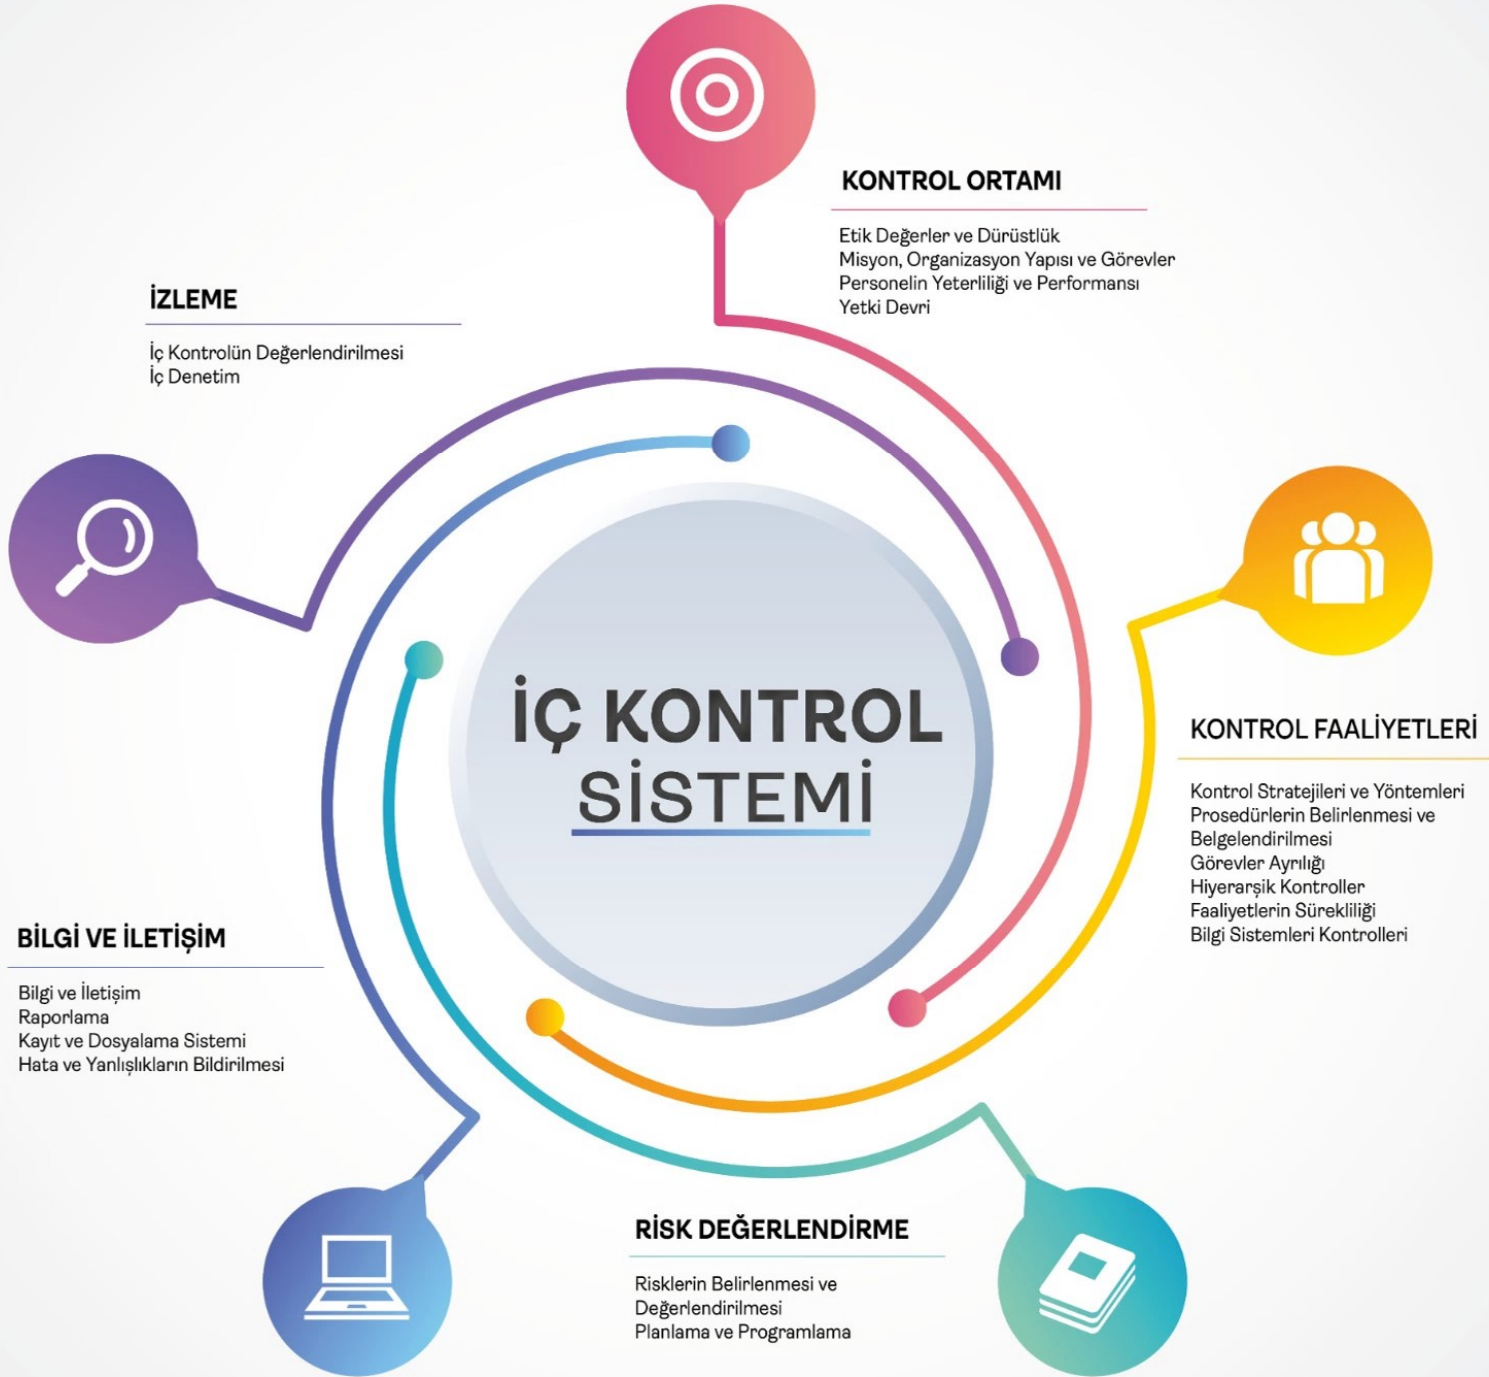 KONTROL ORTAMI
Etik Değerler ve Dürüstlük
Misyon, Organizasyon Yapısı ve Görevler
Personelin Yeterliliği ve Performansı
Yetki Devri
İZLEME
İç Kontrolün Değerlendirilmesi
İç Denetim
İÇ KONTROL
SİSTEMİ
KONTROL FAALİYETLERİ
Kontrol Stratejileri ve Yöntemleri
Prosedürlerin Belirlenmesi ve
Belgelendirilmesi
Görevler Ayrılığı
Hiyerarşik Kontroller
Faaliyetlerin Sürekliliği
Bilgi Sistemleri Kontrolleri
BİLGİ VE İLETİŞİM
Bilgi ve İletişim
Raporlama
Kayıt ve Dosyalama Sistemi
Hata ve Yanlışlıkların Bildirilmesi
RİSK DEĞERLENDİRME
Risklerin Belirlenmesi ve
Değerlendirilmesi
Planlama ve Programlama